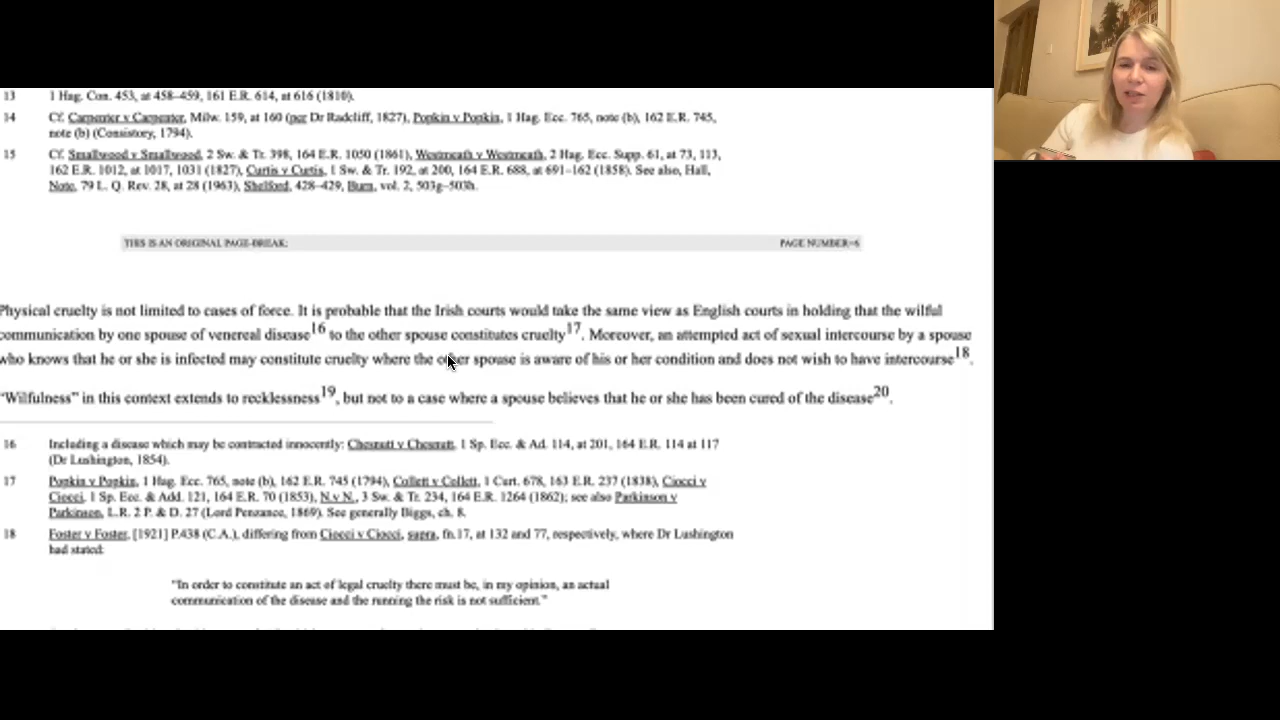 13 1 Hag. Con. 453, at 458–459, 161 E.R. 614, at 616 (1810).
14 Cf. Carpenter v Carpenter, Milw. 159, at 160 (per Dr Radcliff, 1827), Popkin v Popkin, 1 Hag. Ecc. 765, note (b), 162 E.R. 745,
note (b) (Consistory, 1794).
15 Cf. Smallwood v Smallwood, 2 Sw. & Tr. 398, 164 E.R. 1050 (1861), Westmeath v Westmeath, 2 Hag. Ecc. Supp. 61, at 73, 113,
162 E.R. 1012, at 1017, 1031 (1827), Curtis v Curtis, 1 Sw. & Tr. 192, at 200, 164 E.R. 688, at 691–162 (1858). See also, Hall,
Note, 79 L. Q. Rev. 28, at 28 (1963), Shelford, 428–429, Burn, vol. 2, 503g–503h.
THIS IS AN ORIGINAL PAGE-BREAK: PAGE NUMBER=6
Physical cruelty is not limited to cases of force. It is probable that the Irish courts would take the same view as English courts in holding that the wilful
communication by one spouse of venereal disease16 to the other spouse constitutes cruelty17. Moreover, an attempted act of sexual intercourse by a spouse
who knows that he or she is infected may constitute cruelty where the other spouse is aware of his or her condition and does not wish to have intercourse18.
“Wilfulness” in this context extends to recklessness19, but not to a case where a spouse believes that he or she has been cured of the disease20.
16 Including a disease which may be contracted innocently: Chesnutt v Chesnutt, 1 Sp. Ecc. & Ad. 114, at 201, 164 E.R. 114 at 117
(Dr Lushington, 1854).
17 Popkin v Popkin, 1 Hag. Ecc. 765, note (b), 162 E.R. 745 (1794), Collett v Collett, 1 Curt. 678, 163 E.R. 237 (1838), Ciocci v
Ciocci, 1 Sp. Ecc. & Add. 121, 164 E.R. 70 (1853), N.v N., 3 Sw. & Tr. 234, 164 E.R. 1264 (1862); see also Parkinson v
Parkinson, L.R. 2 P. & D. 27 (Lord Penzance, 1869). See generally Biggs, ch. 8.
18 Foster v Foster, [1921] P.438 (C.A.), differing from Ciocci v Ciocci, supra, fn.17, at 132 and 77, respectively, where Dr Lushington
had stated:
"In order to constitute an act of legal cruelty there must be, in my opinion, an actual
communication of the disease and the running the risk is not sufficient."